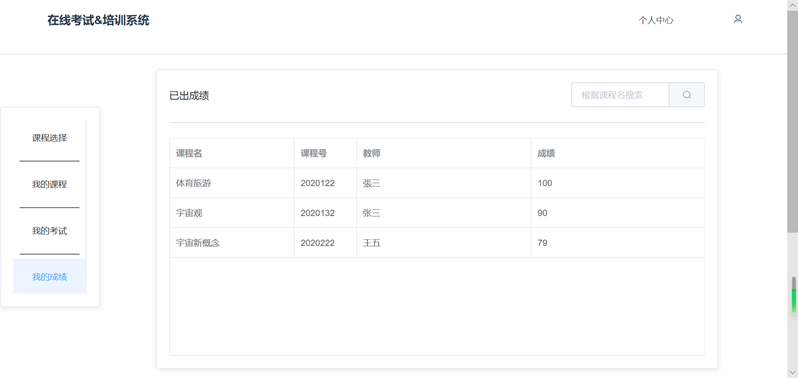 在线考试&培训系统
个人中心
课程选择
我的课程
我的考试
我的成绩
已出成绩
根据课程名搜索
课程名 课程号 教师 成绩
体育旅游 2020122 張三 100
宇宙观 2020132 张三 90
宇宙新概念 2020222 王五 79